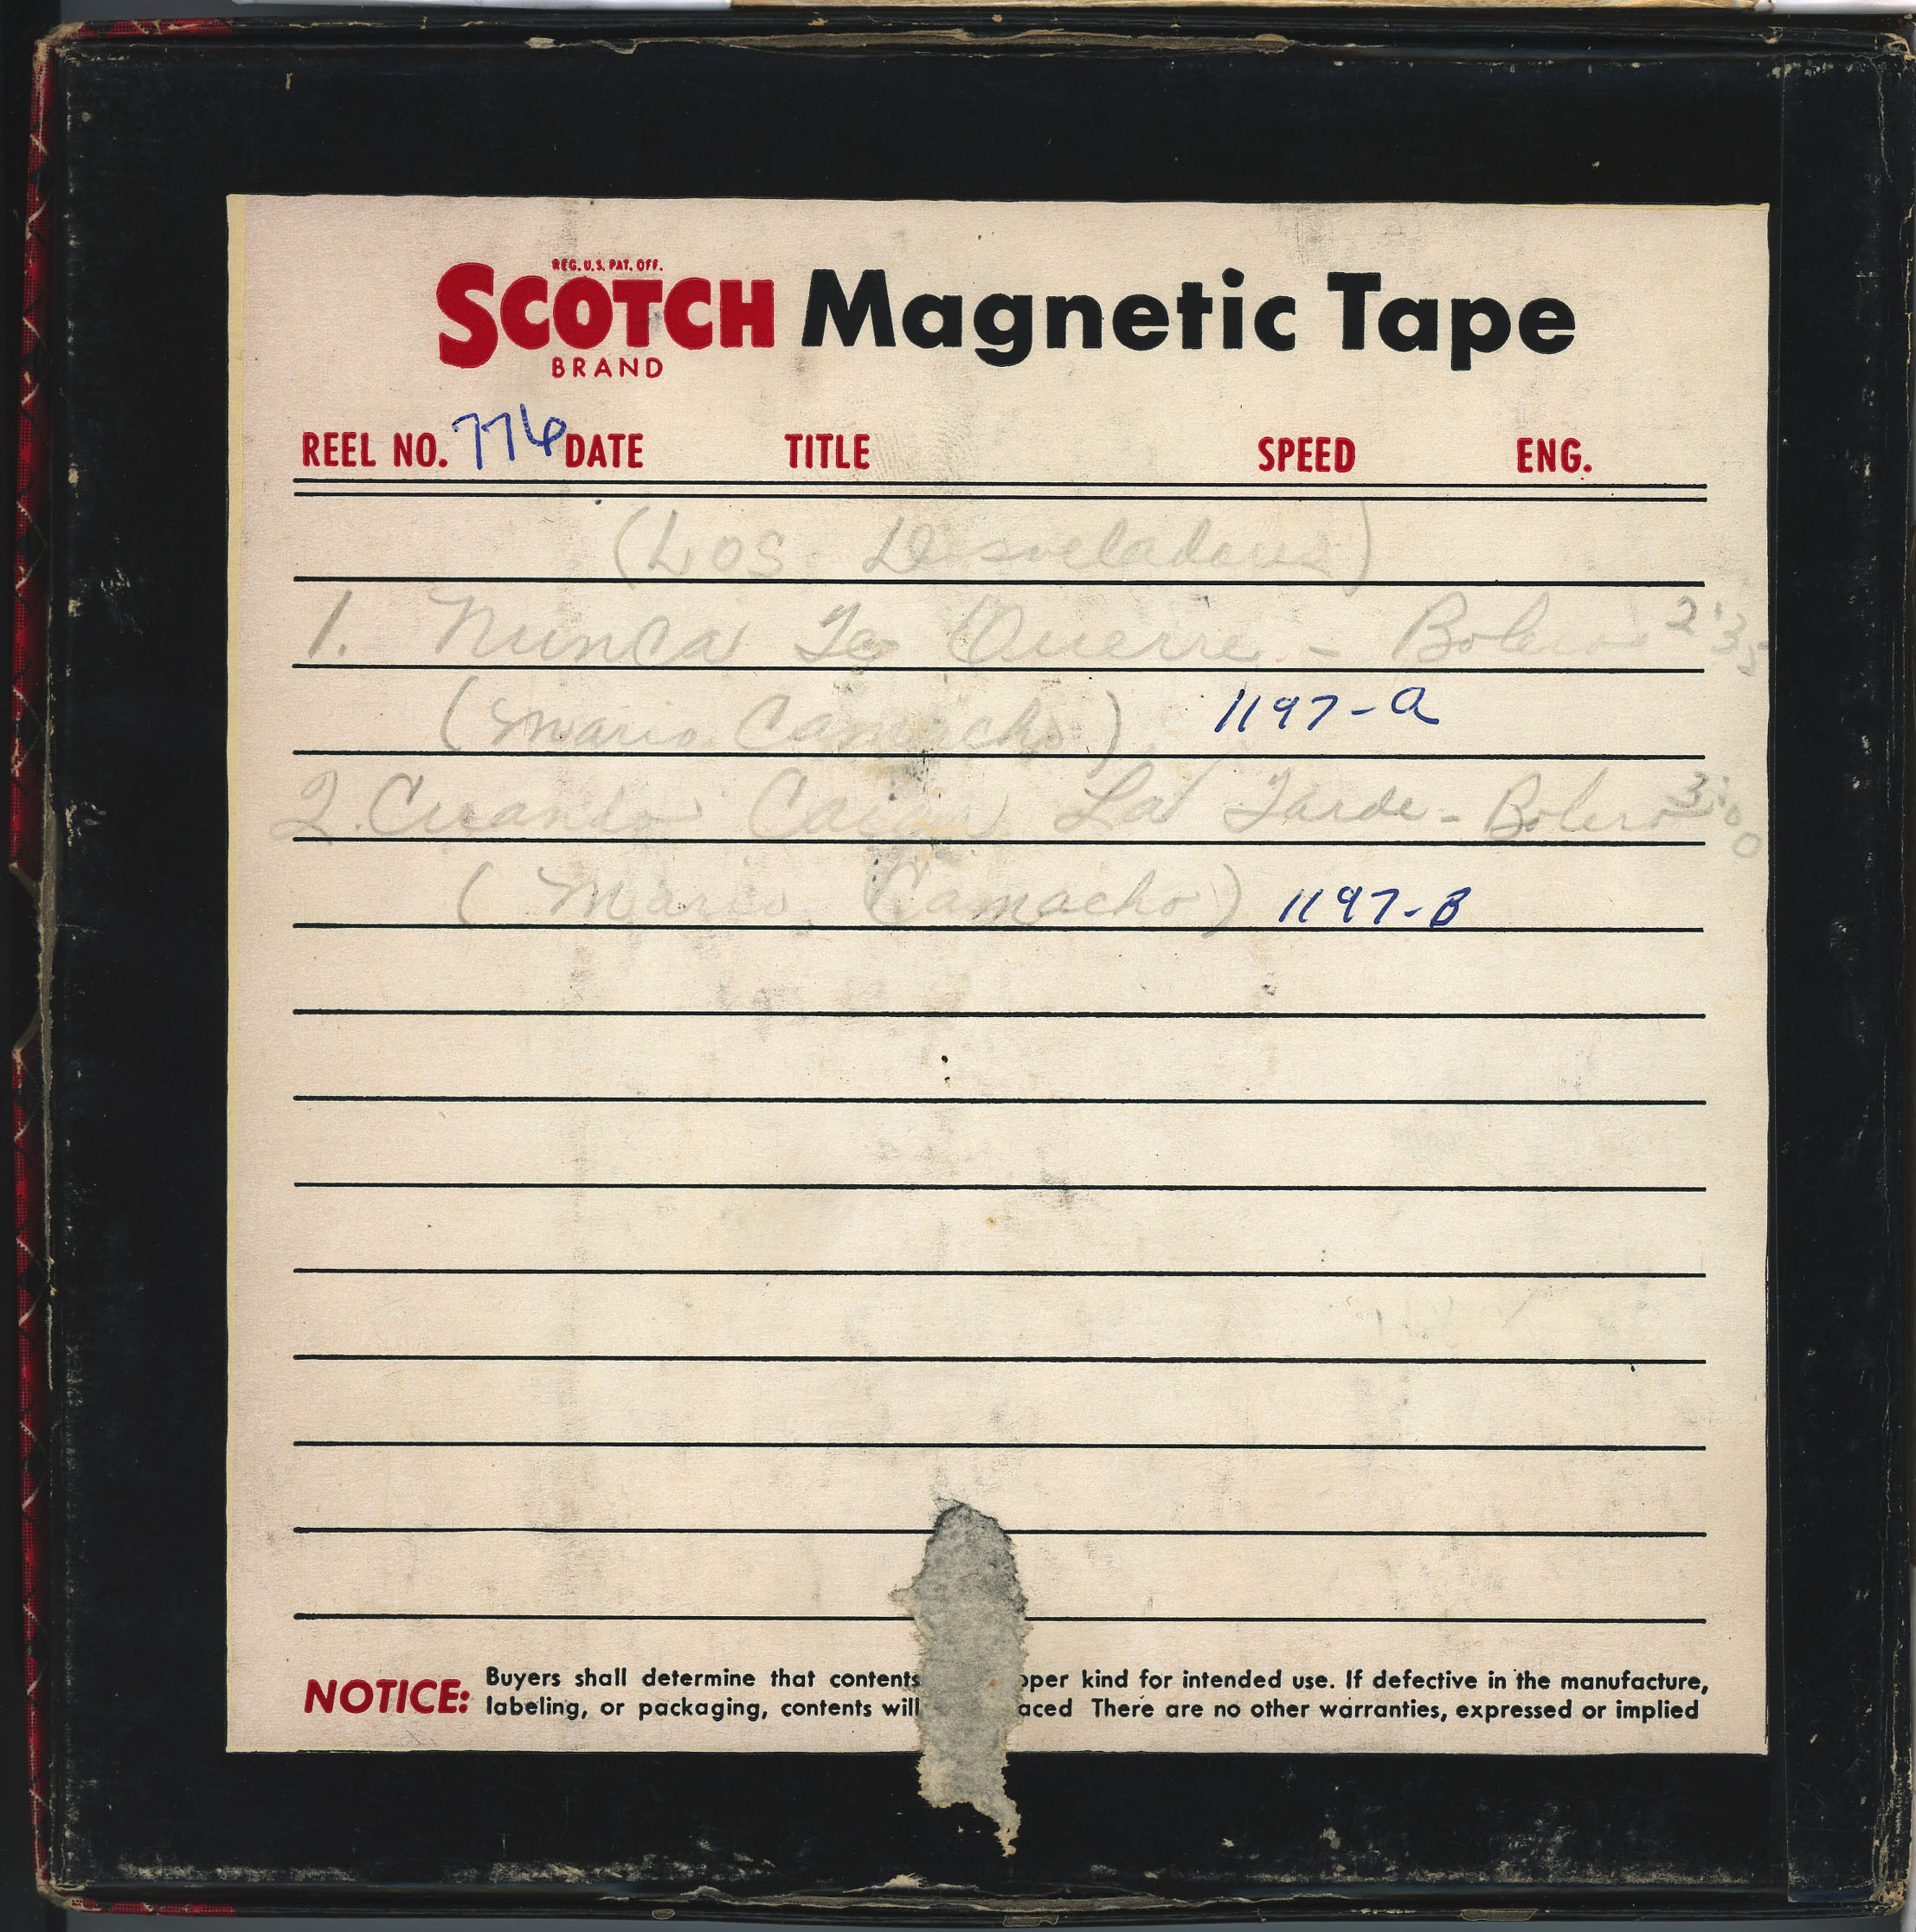 REG. U.S. PAT. OFF.
SCOTCH Magnetic Tape
BRAND
REEL NO. 776 DATE TITLE SPEED ENG.
(Los Desveladores)
1. Nunca Te Querre - Bolero 2'35
(Mario Camacho) 1197-A
2. Cuando Caiga La Tarde - Bolero 3:00
(Mario Camacho) 1197-B
NOTICE: Buyers shall determine that contents oper kind for intended use. If defective in the manufacture,
labeling, or packaging, contents will aced There are no other warranties, expressed or implied